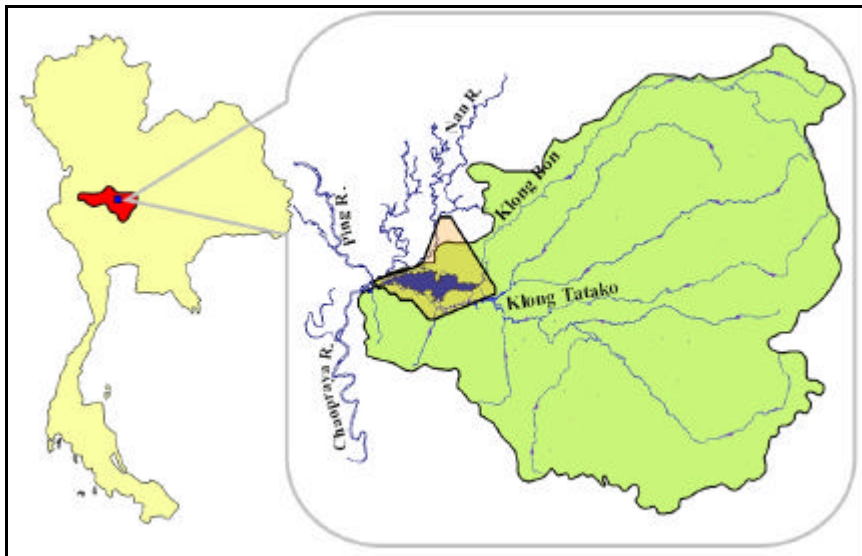 Nan R.
Klong Bon
Ping R.
Klong Tatako
Chaopraya R.